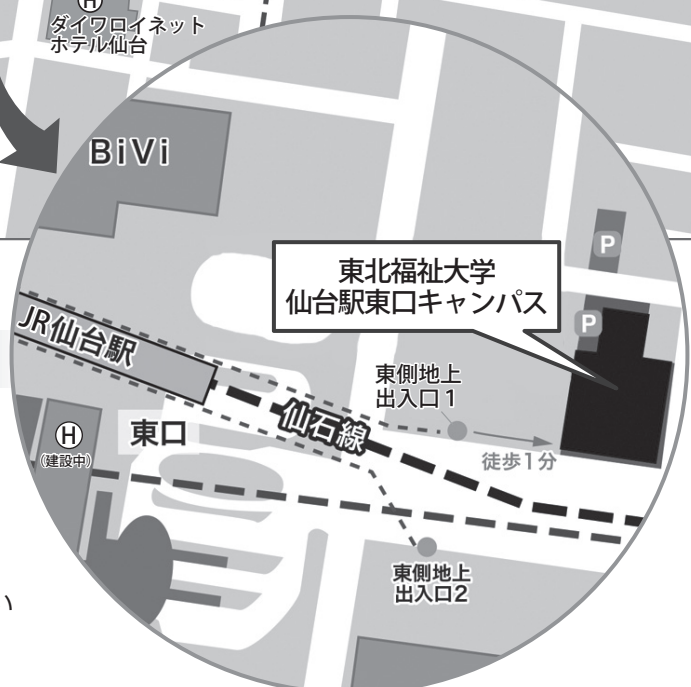 H
ダイワロイネット
ホテル仙台
BiVi
P
東北福祉大学
仙台駅東口キャンパス
P
JR仙台駅
東側地上
出入口1
仙石線
東口
H
(建設中)
徒歩1分
東側地上
出入口2